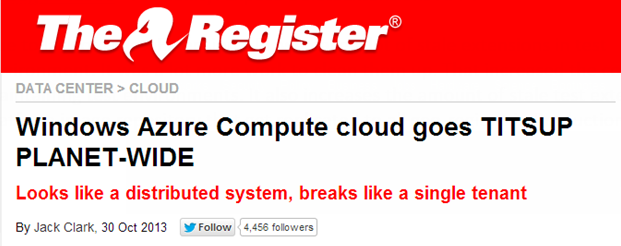 The Register®
DATA CENTER > CLOUD
Windows Azure Compute cloud goes TITSUP
PLANET-WIDE
Looks like a distributed system, breaks like a single tenant
By Jack Clark, 30 Oct 2013 Follow 4,456 followers